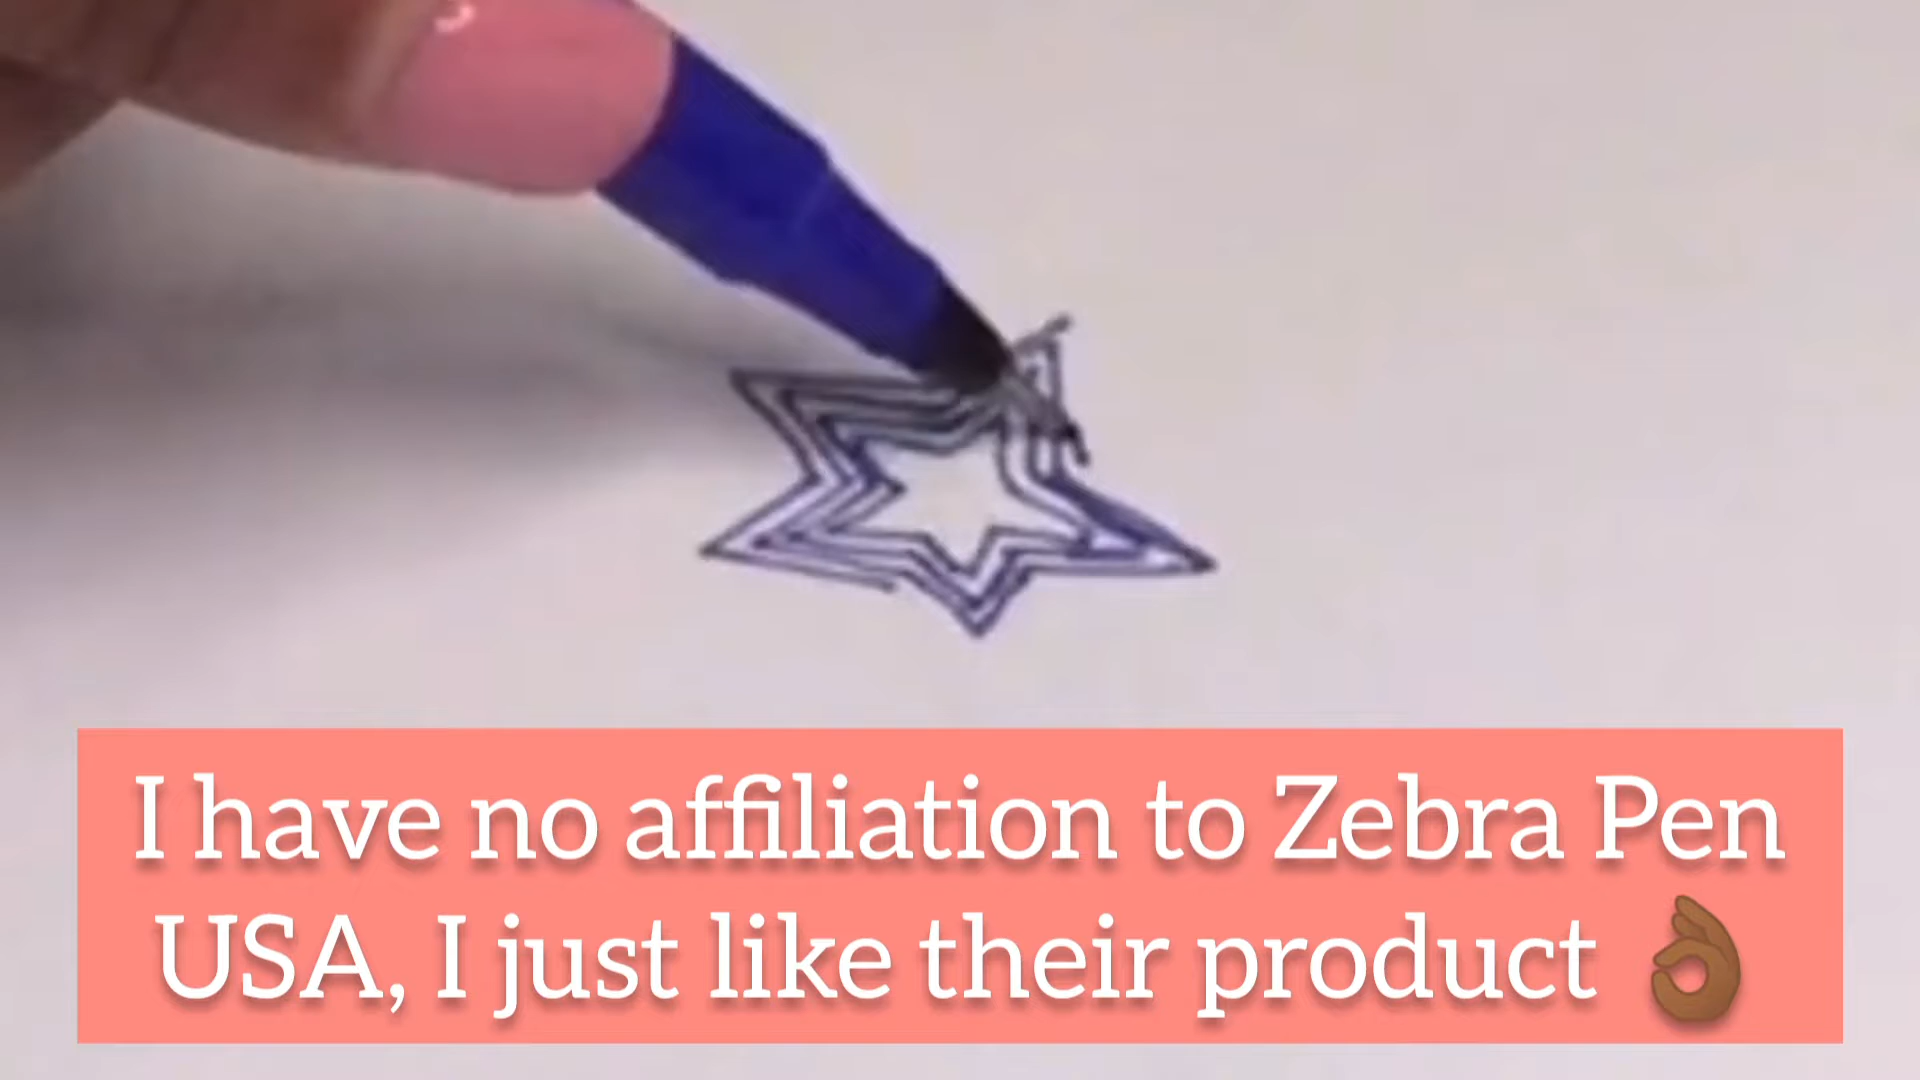 I have no affiliation to Zebra Pen
USA, I just like their product 👌🏾